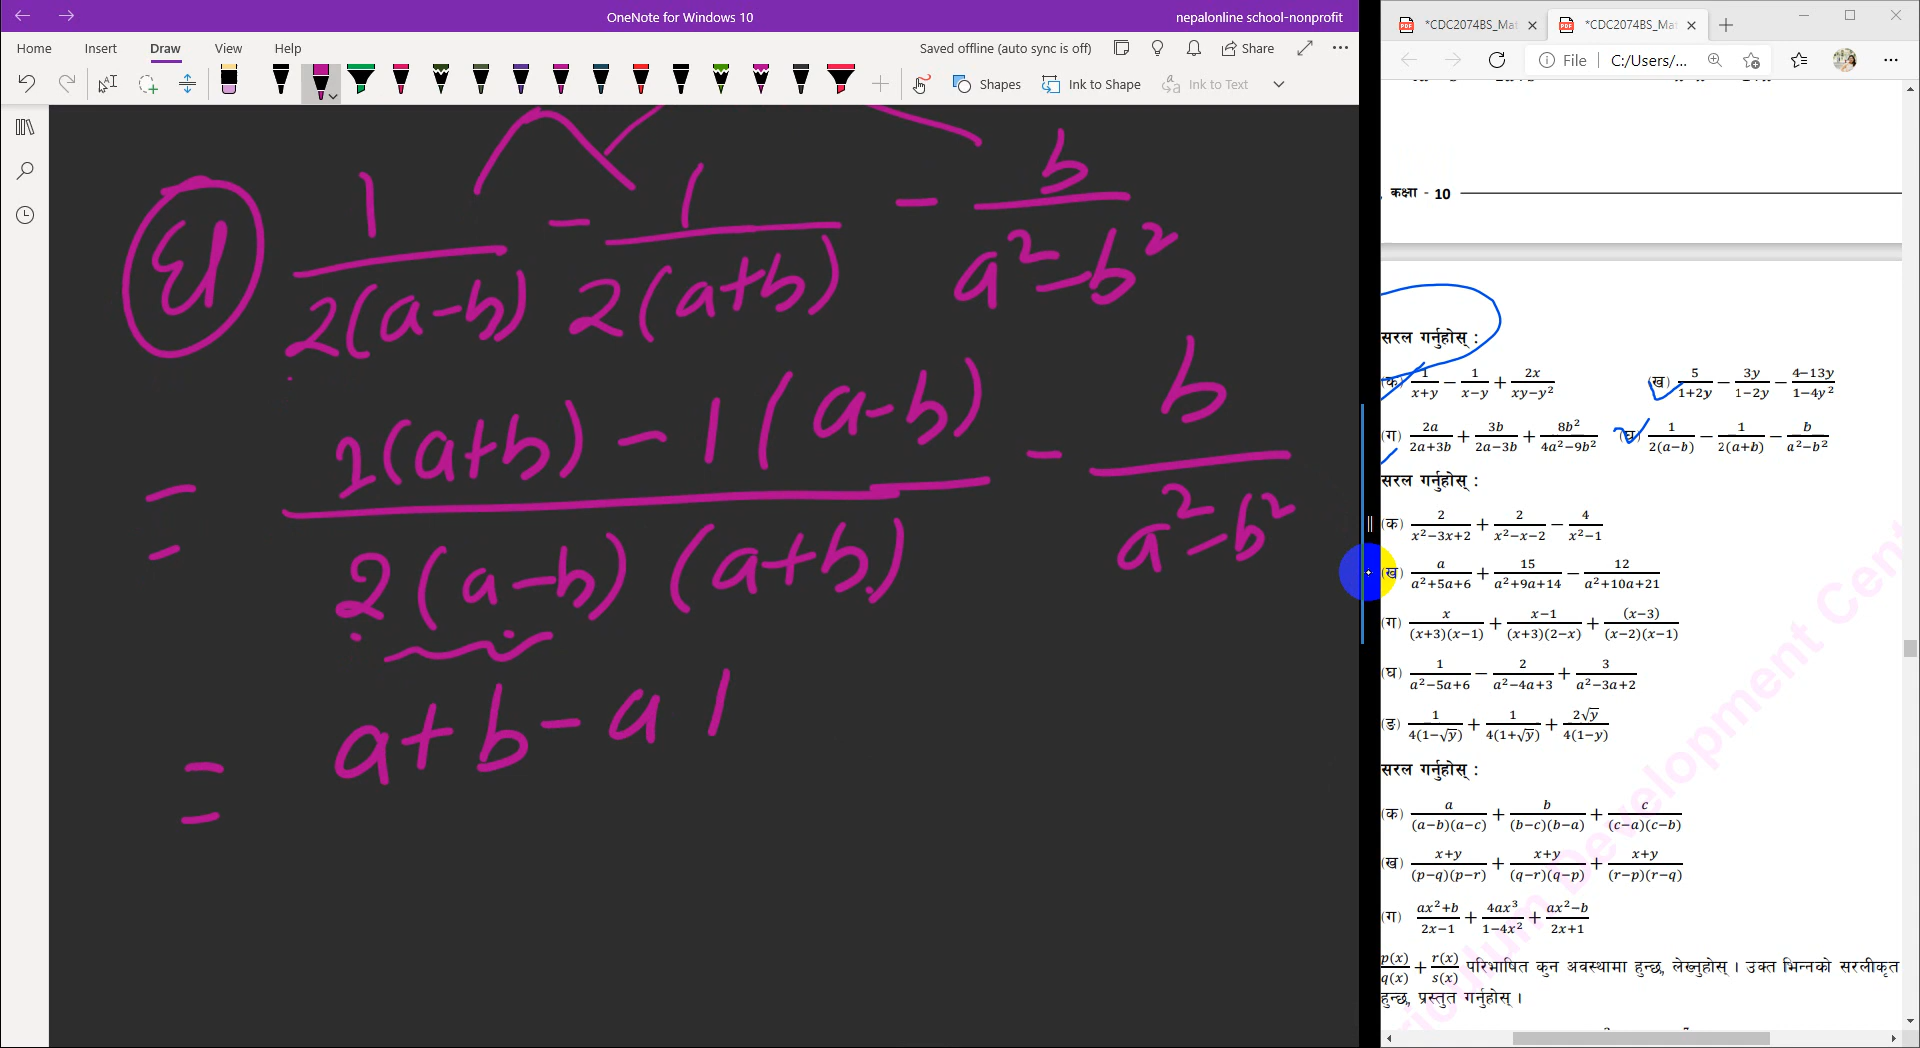 OneNote for Windows 10
nepalonline school-nonprofit
Home Insert Draw View Help
Saved offline (auto sync is off)
Share
Shapes
Ink to Shape
Ink to Text
घ 1/2(a-b) - 1/2(a+b) - b/a²-b²
= 1(a+b) - 1(a-b)/2(a-b)(a+b) - b/a²-b²
= a+b-a
*CDC2074BS_Mat
*CDC2074BS_Mat
File C:/Users/...
कक्षा - 10
सरल गर्नुहोस् :
(क) 1/x+y − 1/x−y + 2x/xy−y² (ख) 5/1+2y − 3y/1−2y − 4−13y/1−4y²
(ग) 2a/2a+3b + 3b/2a−3b + 8b²/4a²−9b² (घ) 1/2(a−b) − 1/2(a+b) − b/a²−b²
सरल गर्नुहोस् :
(क) 2/x²−3x+2 + 2/x²−x−2 − 4/x²−1
(ख) a/a²+5a+6 + 15/a²+9a+14 − 12/a²+10a+21
(ग) x/(x+3)(x−1) + x−1/(x+3)(2−x) + (x−3)/(x−2)(x−1)
(घ) 1/a²−5a+6 − 2/a²−4a+3 + 3/a²−3a+2
(ङ) 1/4(1−√y) + 1/4(1+√y) + 2√y/4(1−y)
सरल गर्नुहोस् :
(क) a/(a−b)(a−c) + b/(b−c)(b−a) + c/(c−a)(c−b)
(ख) x+y/(p−q)(p−r) + x+y/(q−r)(q−p) + x+y/(r−p)(r−q)
(ग) ax²+b/2x−1 + 4ax³/1−4x² + ax²−b/2x+1
p(x)/q(x) + r(x)/s(x) परिभाषित कुन अवस्थामा हुन्छ, लेख्नुहोस् । उक्त भिन्नको सरलीकृत
हुन्छ, प्रस्तुत गर्नुहोस् ।